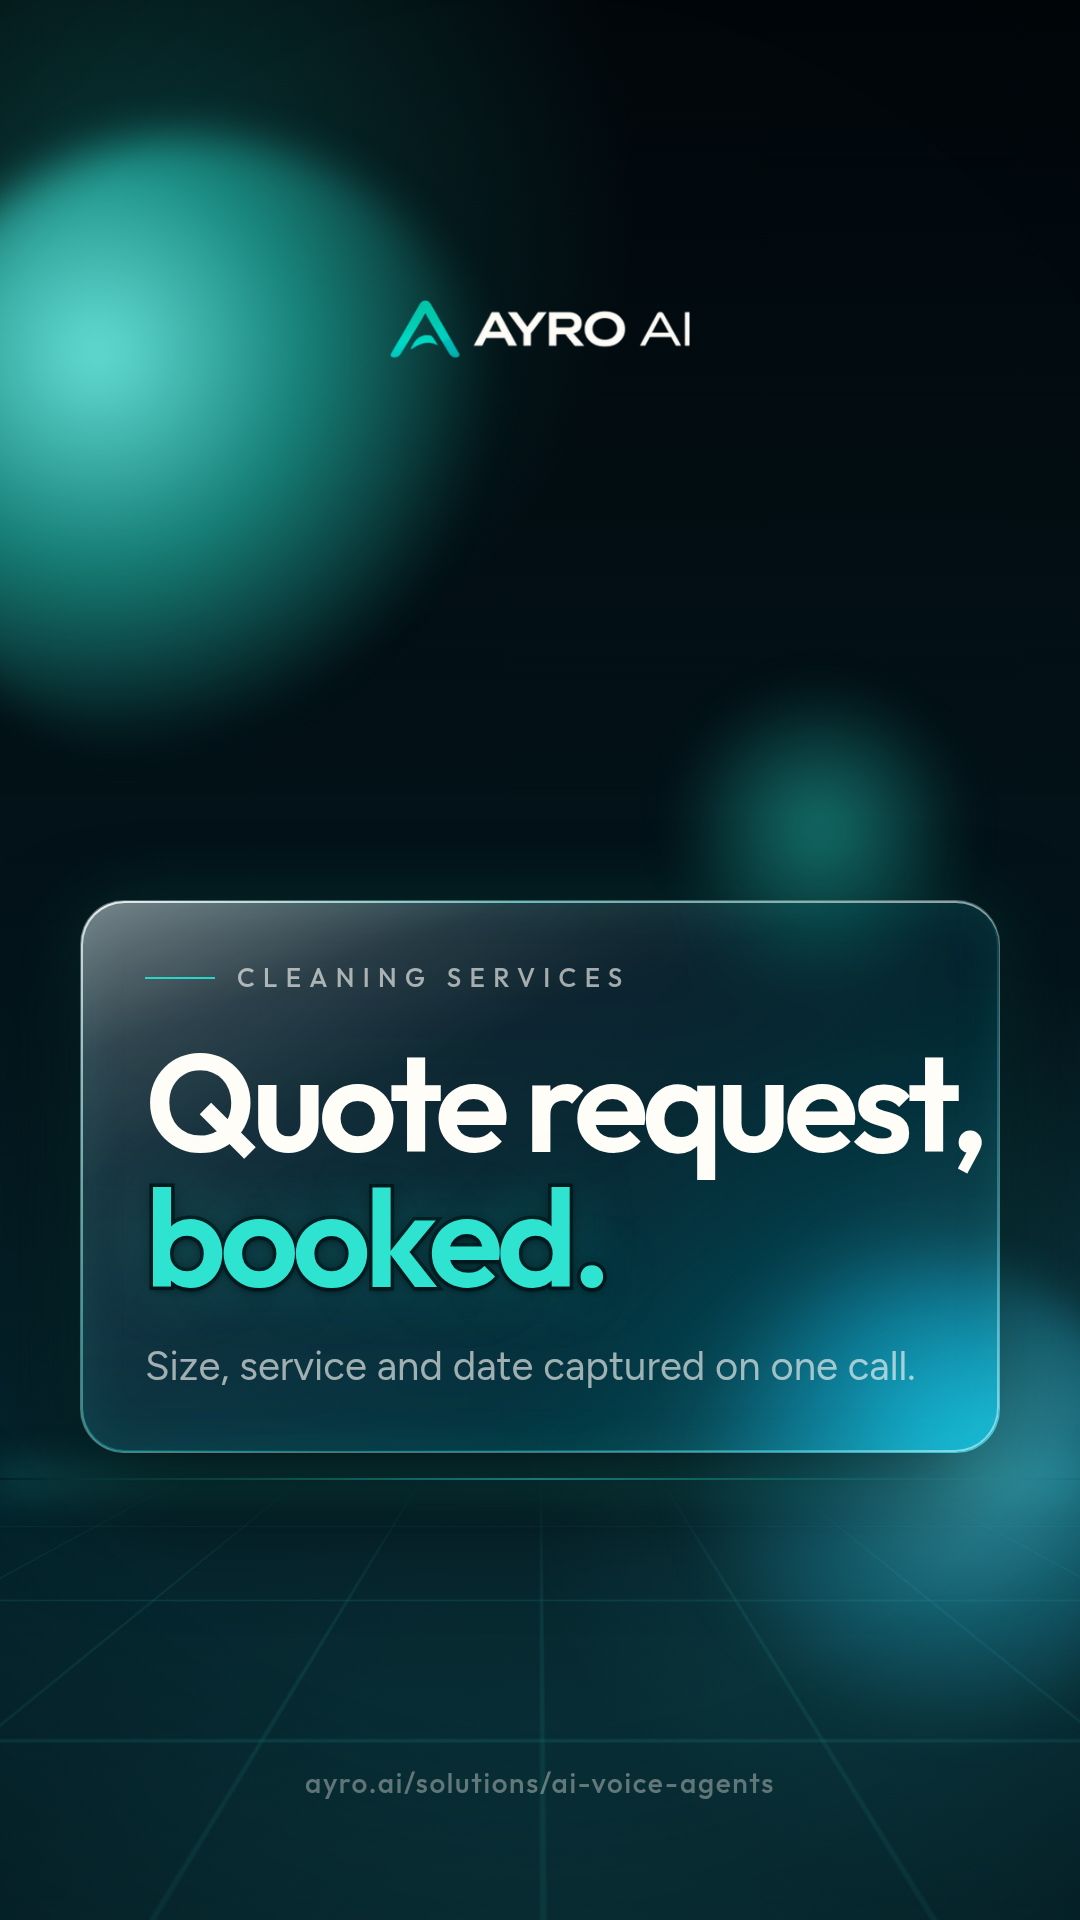 AYRO AI
CLEANING SERVICES
Quote request,
booked.
Size, service and date captured on one call.
ayro.ai/solutions/ai-voice-agents